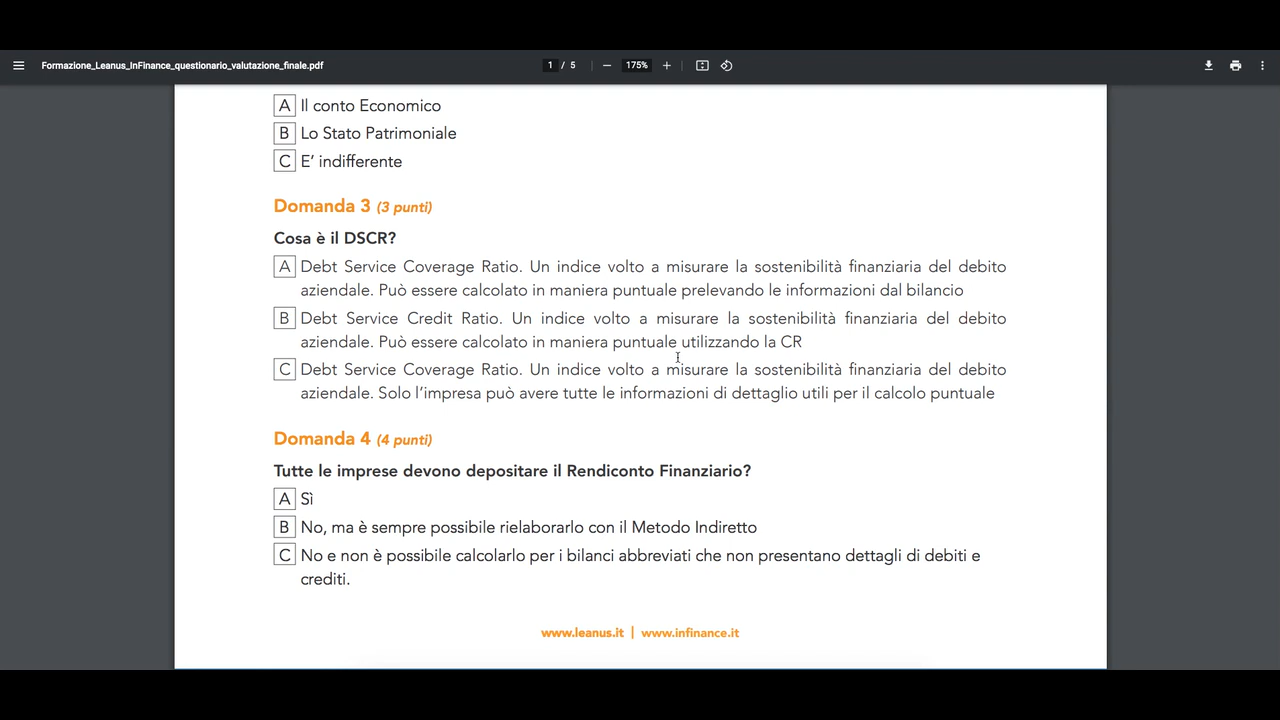 Formazione_Leanus_InFinance_questionario_valutazione_finale.pdf
1 / 5
175%
A Il conto Economico
B Lo Stato Patrimoniale
C E’ indifferente
Domanda 3 (3 punti)
Cosa è il DSCR?
A Debt Service Coverage Ratio. Un indice volto a misurare la sostenibilità finanziaria del debito
aziendale. Può essere calcolato in maniera puntuale prelevando le informazioni dal bilancio
B Debt Service Credit Ratio. Un indice volto a misurare la sostenibilità finanziaria del debito
aziendale. Può essere calcolato in maniera puntuale utilizzando la CR
C Debt Service Coverage Ratio. Un indice volto a misurare la sostenibilità finanziaria del debito
aziendale. Solo l’impresa può avere tutte le informazioni di dettaglio utili per il calcolo puntuale
Domanda 4 (4 punti)
Tutte le imprese devono depositare il Rendiconto Finanziario?
A Sì
B No, ma è sempre possibile rielaborarlo con il Metodo Indiretto
C No e non è possibile calcolarlo per i bilanci abbreviati che non presentano dettagli di debiti e
crediti.
www.leanus.it | www.infinance.it